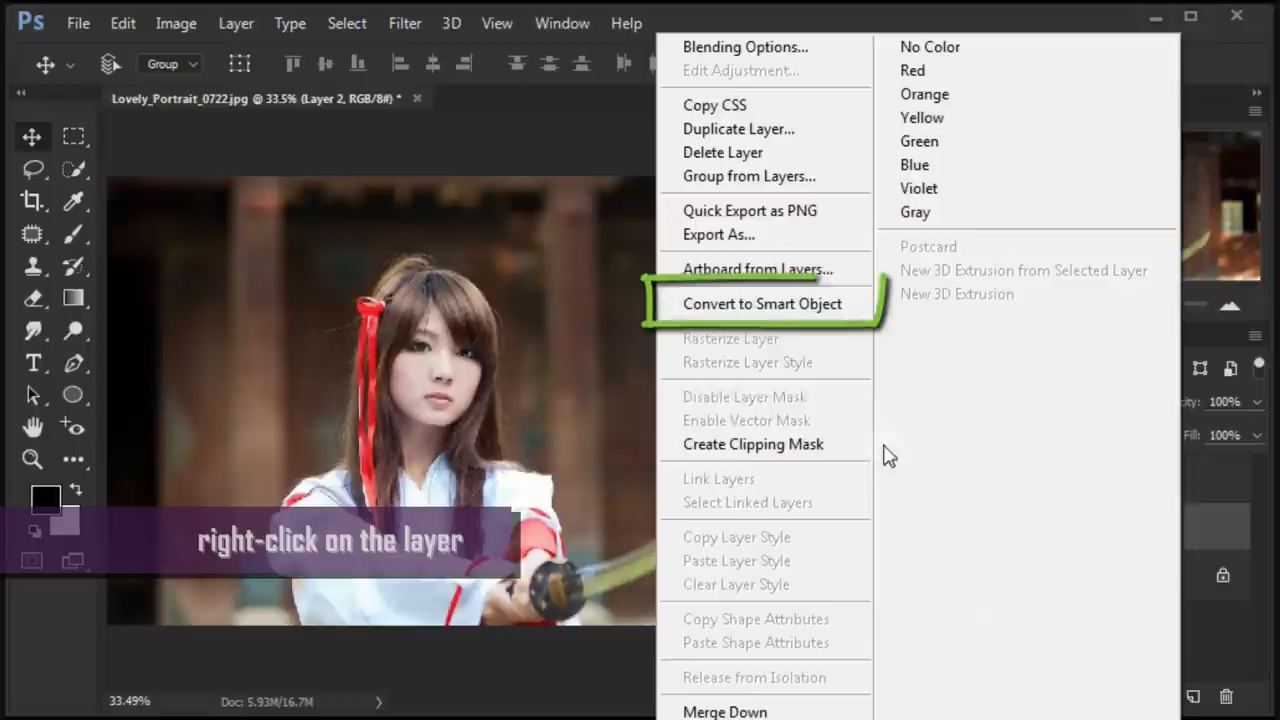 Ps File Edit Image Layer Type Select Filter 3D View Window Help
Group
Lovely_Portrait_0722.jpg @ 33.5% (Layer 2, RGB/8#) *
Blending Options...
Edit Adjustment...
Copy CSS
Duplicate Layer...
Delete Layer
Group from Layers...
Quick Export as PNG
Export As...
Artboard from Layers...
Convert to Smart Object
Rasterize Layer
Rasterize Layer Style
Disable Layer Mask
Enable Vector Mask
Create Clipping Mask
Link Layers
Select Linked Layers
Copy Layer Style
Paste Layer Style
Clear Layer Style
Copy Shape Attributes
Paste Shape Attributes
Release from Isolation
Merge Down
No Color
Red
Orange
Yellow
Green
Blue
Violet
Gray
Postcard
New 3D Extrusion from Selected Layer
New 3D Extrusion
city: 100%
Fill: 100%
right-click on the layer
33.49% Doc: 5.93M/16.7M